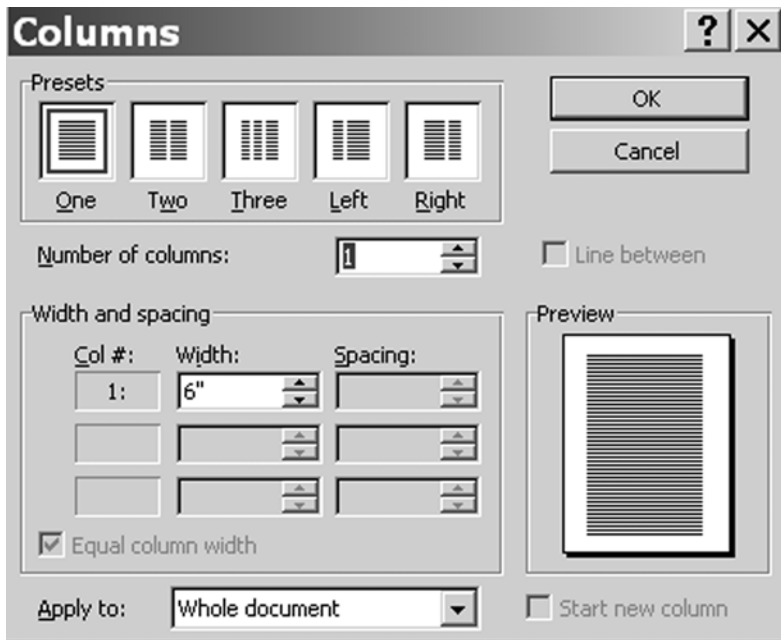 Columns
Presets
One Two Three Left Right
OK
Cancel
Number of columns: 1
Line between
Width and spacing
Col #: Width: Spacing:
1: 6"
Equal column width
Preview
Apply to: Whole document
Start new column